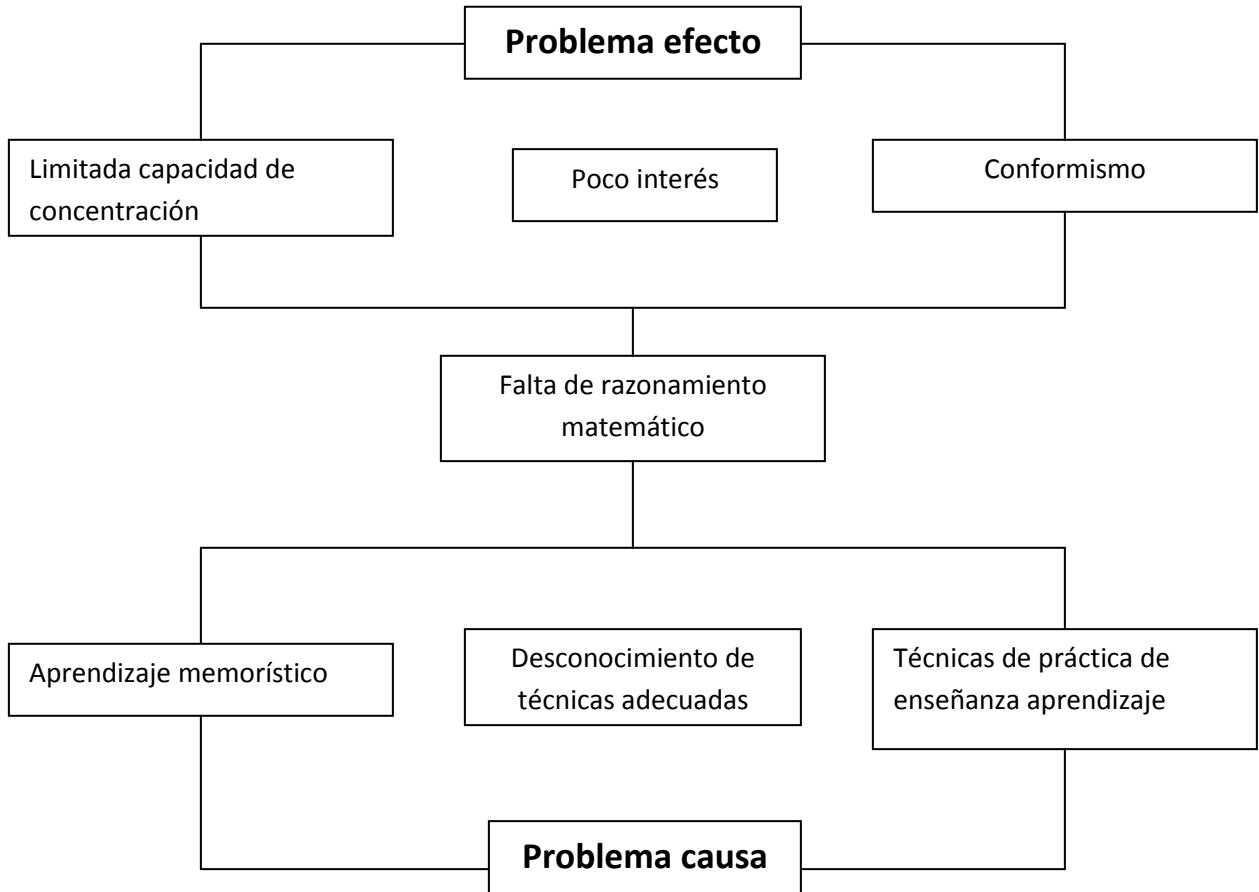 Problema efecto
Limitada capacidad de
concentración
Poco interés
Conformismo
Falta de razonamiento
matemático
Aprendizaje memorístico
Desconocimiento de
técnicas adecuadas
Técnicas de práctica de
enseñanza aprendizaje
Problema causa